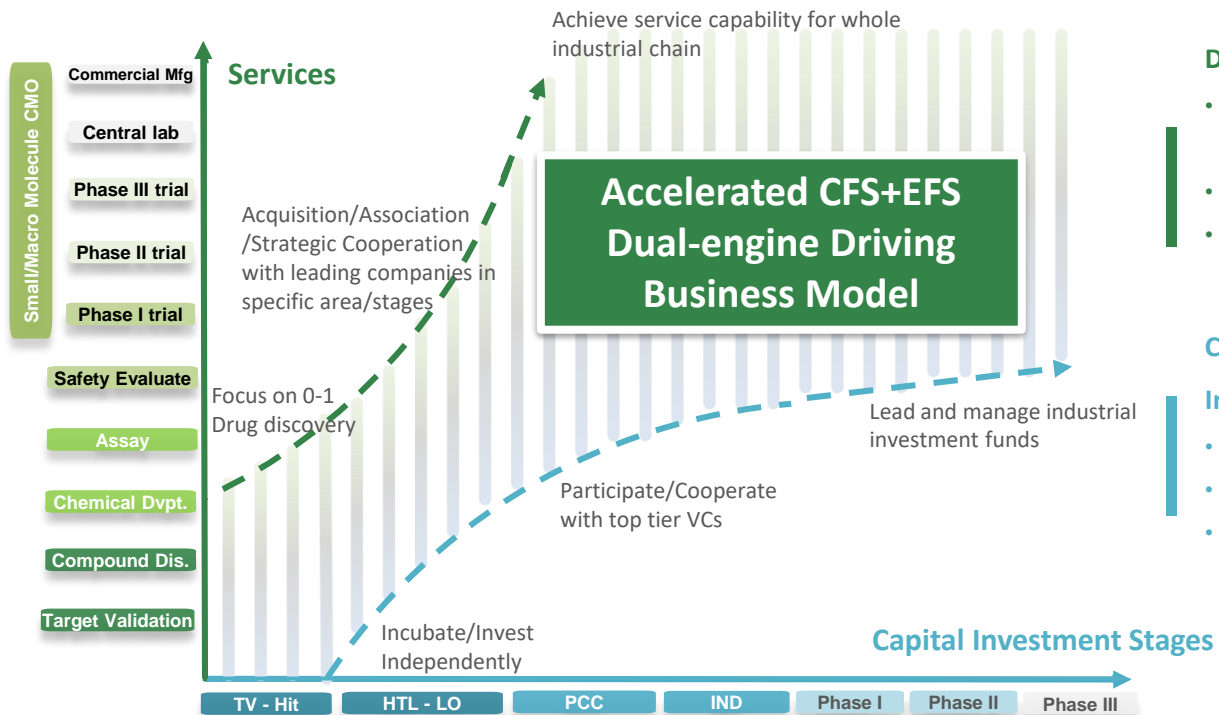 Achieve service capability for whole
industrial chain
Services
Small/Macro Molecule CMO
Commercial Mfg
Central lab
Phase III trial
Phase II trial
Phase I trial
Safety Evaluate
Assay
Chemical Dvpt.
Compound Dis.
Target Validation
Acquisition/Association
/Strategic Cooperation
with leading companies in
specific area/stages
Focus on 0-1
Drug discovery
Accelerated CFS+EFS
Dual-engine Driving
Business Model
Lead and manage industrial
investment funds
Participate/Cooperate
with top tier VCs
Incubate/Invest
Independently
Capital Investment Stages
TV - Hit
HTL - LO
PCC
IND
Phase I
Phase II
Phase III
D
•
•
•
C
In
•
•
•